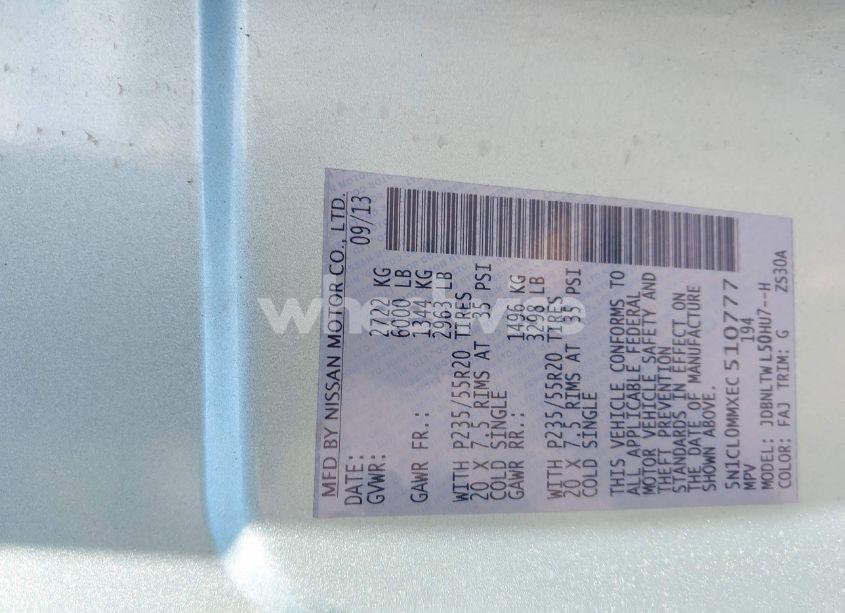 MFD BY NISSAN MOTOR CO., LTD.
DATE: 09/13
GVWR: 2722 KG
6000 LB
GAWR FR.: 1344 KG
2963 LB
WITH P235/55R20 TIRES
20 X 7.5 RIMS AT 35 PSI
COLD SINGLE
GAWR RR.: 1496 KG
3298 LB
WITH P235/55R20 TIRES
20 X 7.5 RIMS AT 35 PSI
COLD SINGLE
THIS VEHICLE CONFORMS TO
ALL APPLICABLE FEDERAL
MOTOR VEHICLE SAFETY AND
THEFT PREVENTION
STANDARDS IN EFFECT ON
THE DATE OF MANUFACTURE
SHOWN ABOVE.
5N1CL0MMXEC510777
MPV 194
MODEL: JD8NLTWL50HU7--H
COLOR: FAJ TRIM: G ZS30A